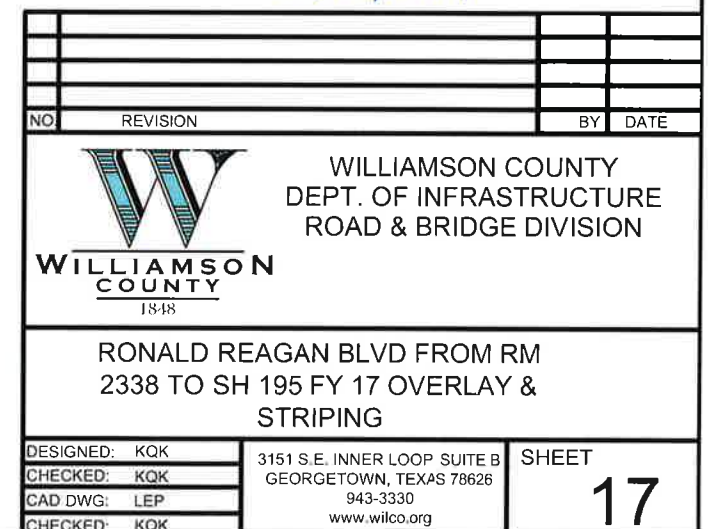 NO. REVISION BY DATE
WILLIAMSON COUNTY
DEPT. OF INFRASTRUCTURE
ROAD & BRIDGE DIVISION
W
WILLIAMSON
COUNTY
1848
RONALD REAGAN BLVD FROM RM
2338 TO SH 195 FY 17 OVERLAY &
STRIPING
DESIGNED: KQK
CHECKED: KQK
CAD DWG: LEP
CHECKED: KQK
3151 S.E. INNER LOOP SUITE B
GEORGETOWN, TEXAS 78626
943-3330
www.wilco.org
SHEET
17